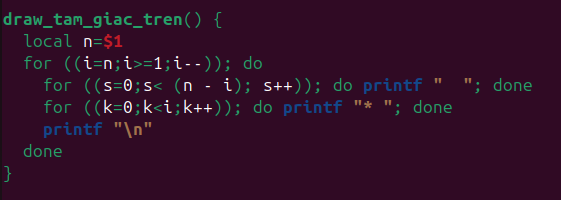 draw_tam_giac_tren() {
  local n=$1
  for ((i=n;i>=1;i--)); do
    for ((s=0;s< (n - i); s++)); do printf "  "; done
    for ((k=0;k<i;k++)); do printf "* "; done
    printf "\n"
  done
}